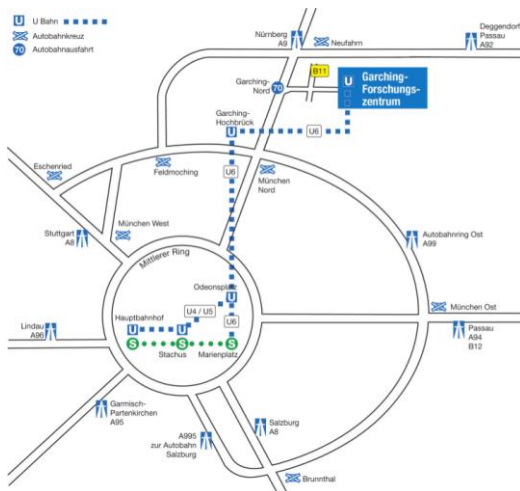 U U Bahn
Autobahnkreuz
70 Autobahnausfahrt
Nürnberg
A9
Neufahrn
Deggendorf
Passau
A92
B11
U Garching-
Forschungs-
zentrum
Garching-
Nord
70
Garching-
Hochbrück
U
U6
U6
Eschenried
Feldmoching
München
Nord
München West
Stuttgart
A8
Mittlerer Ring
Autobahnring Ost
A99
Odeonsplatz
U
U4 / U5
Hauptbahnhof
U
U
U6
S
S
S
Stachus
Marienplatz
München Ost
Passau
A94
B12
Lindau
A96
Garmisch-
Partenkirchen
A95
A995
zur Autobahn
Salzburg
Salzburg
A8
Brunnthal